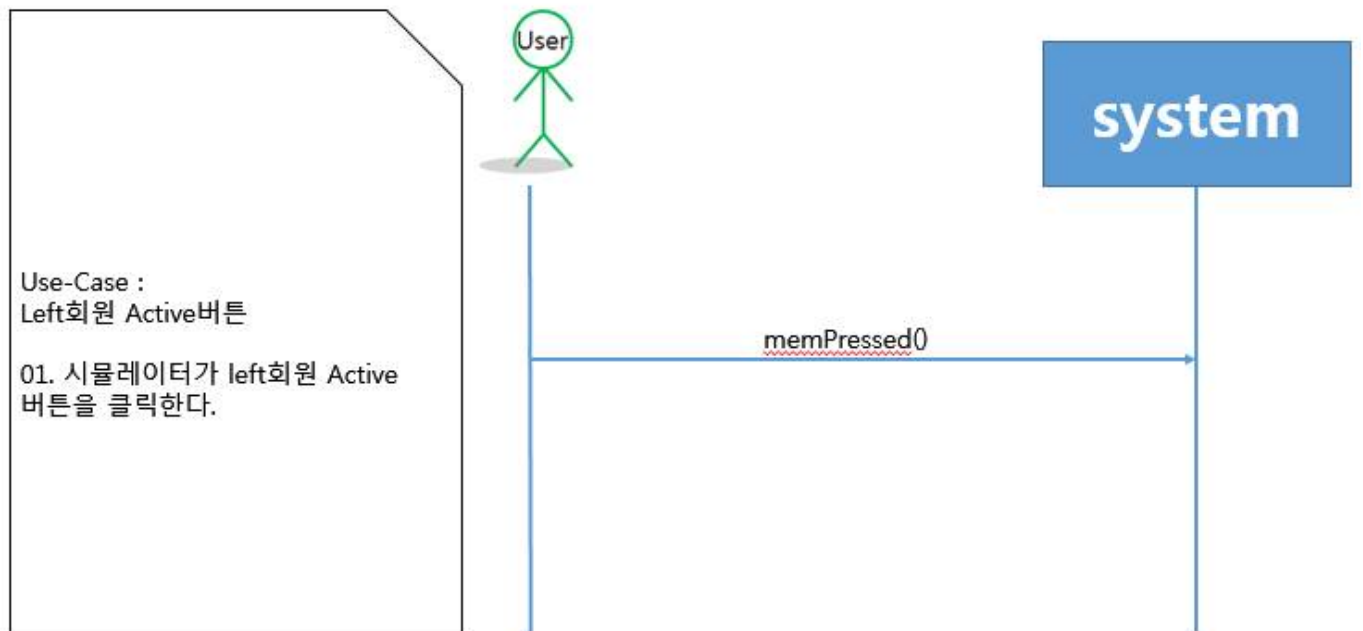 User
system
Use-Case :
Left회원 Active버튼
memPressed()
01. 시뮬레이터가 left회원 Active
버튼을 클릭한다.